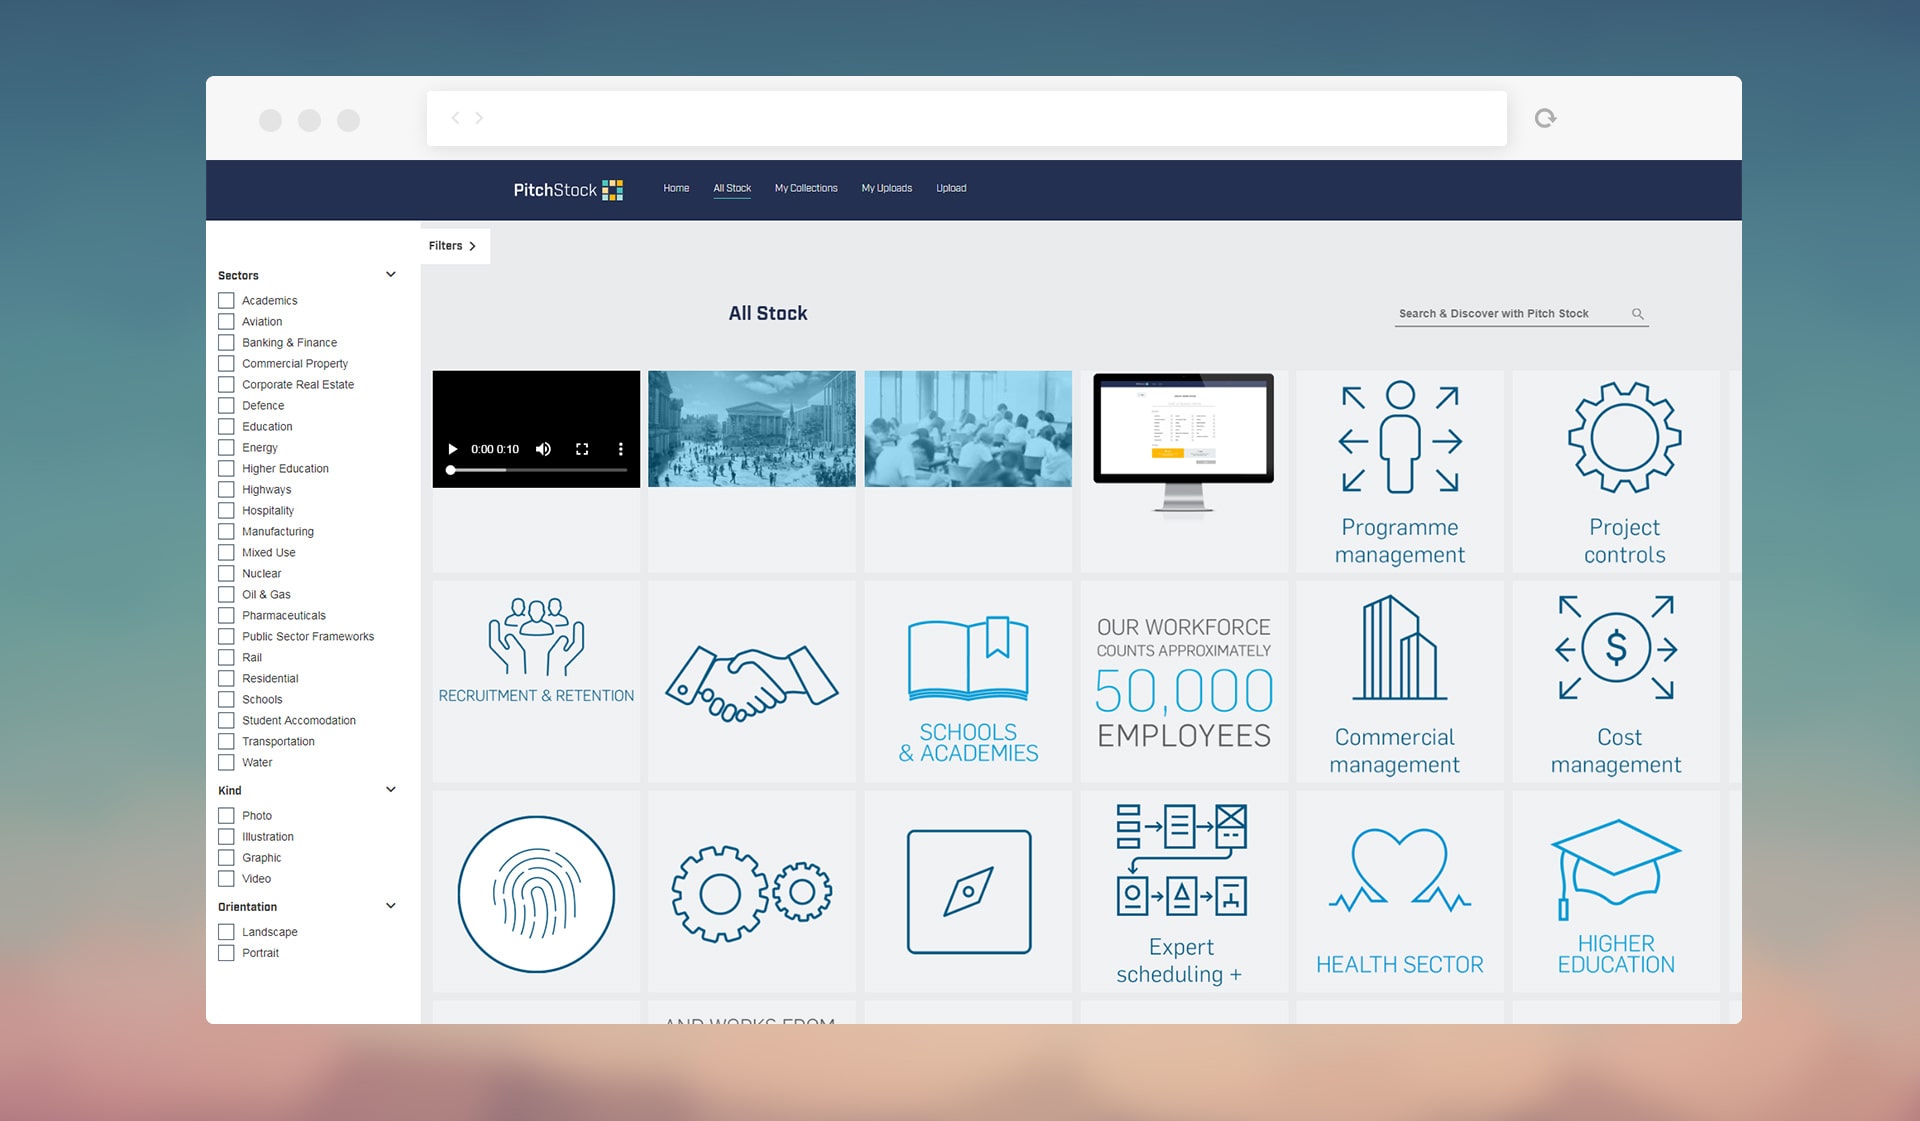 PitchStock
Home
All Stock
My Collections
My Uploads
Upload
Filters
Sectors
Academics
Aviation
Banking & Finance
Commercial Property
Corporate Real Estate
Defence
Education
Energy
Higher Education
Highways
Hospitality
Manufacturing
Mixed Use
Nuclear
Oil & Gas
Pharmaceuticals
Public Sector Frameworks
Rail
Residential
Schools
Student Accomodation
Transportation
Water
Kind
Photo
Illustration
Graphic
Video
Orientation
Landscape
Portrait
All Stock
Search & Discover with Pitch Stock
0:00 0:10
Programme
management
Project
controls
RECRUITMENT & RETENTION
SCHOOLS
& ACADEMIES
OUR WORKFORCE
COUNTS APPROXIMATELY
50,000
EMPLOYEES
Commercial
management
$
Cost
management
Expert
scheduling +
HEALTH SECTOR
HIGHER
EDUCATION
AND WORKS FROM